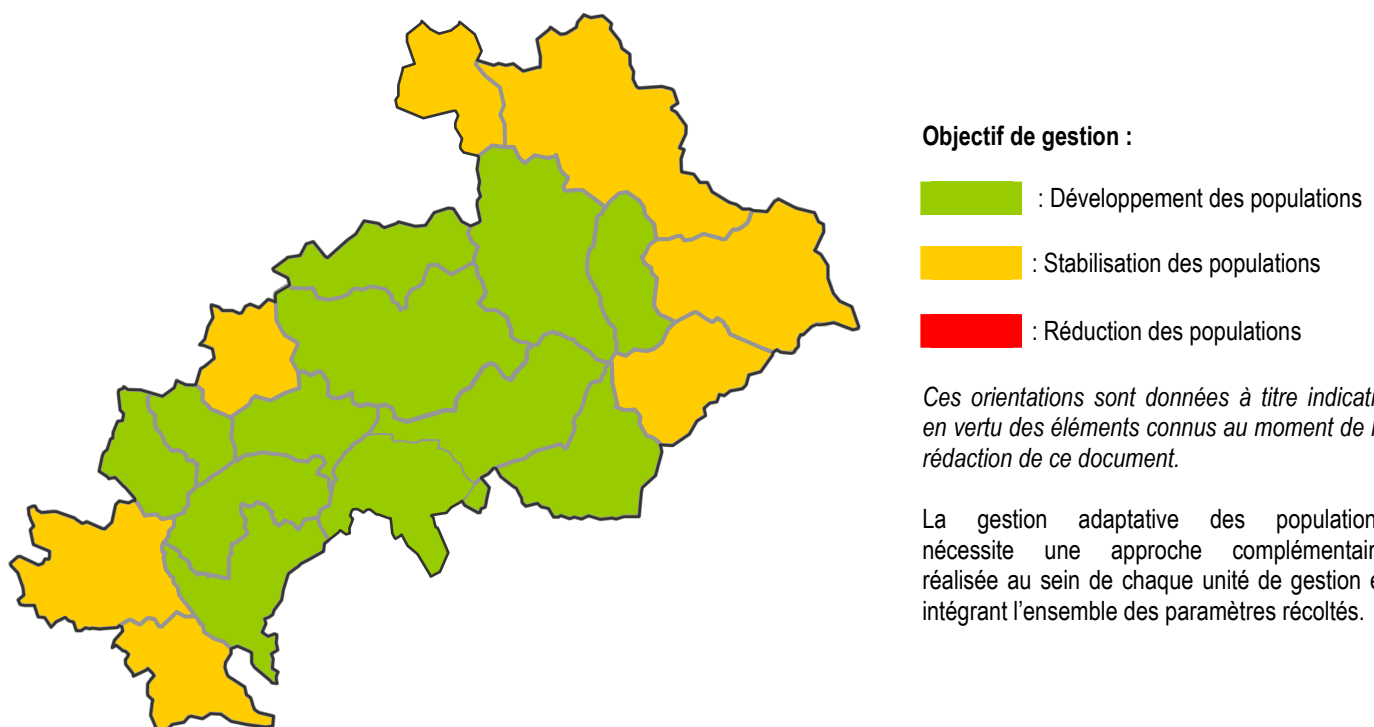 Objectif de gestion :
: Développement des populations
: Stabilisation des populations
: Réduction des populations
Ces orientations sont données à titre indicati
en vertu des éléments connus au moment de l
rédaction de ce document.
La gestion adaptative des population
nécessite une approche complémentair
réalisée au sein de chaque unité de gestion e
intégrant l'ensemble des paramètres récoltés.